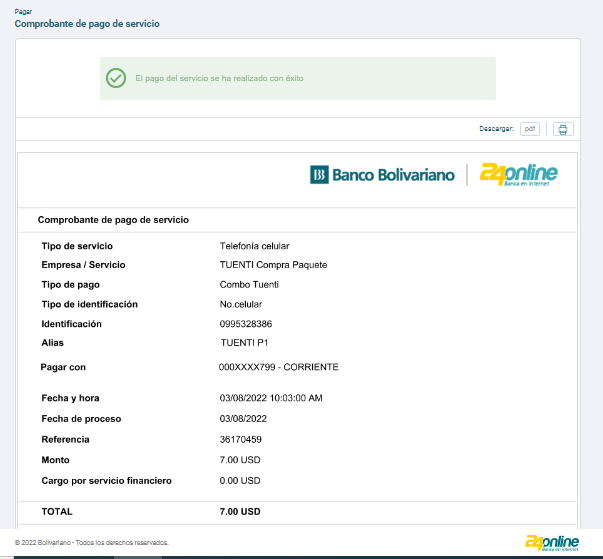 Pagar
Comprobante de pago de servicio
El pago del servicio se ha realizado con éxito
Descargar: pdf
Banco Bolivariano | 24online
Banca en internet
Comprobante de pago de servicio
Tipo de servicio Telefonía celular
Empresa / Servicio TUENTI Compra Paquete
Tipo de pago Combo Tuenti
Tipo de identificación No.celular
Identificación 0995328386
Alias TUENTI P1
Pagar con 000XXXX799 - CORRIENTE
Fecha y hora 03/08/2022 10:03:00 AM
Fecha de proceso 03/08/2022
Referencia 36170459
Monto 7.00 USD
Cargo por servicio financiero 0.00 USD
TOTAL 7.00 USD
© 2022 Bolivariano - Todos los derechos reservados.
24online
Banca en internet